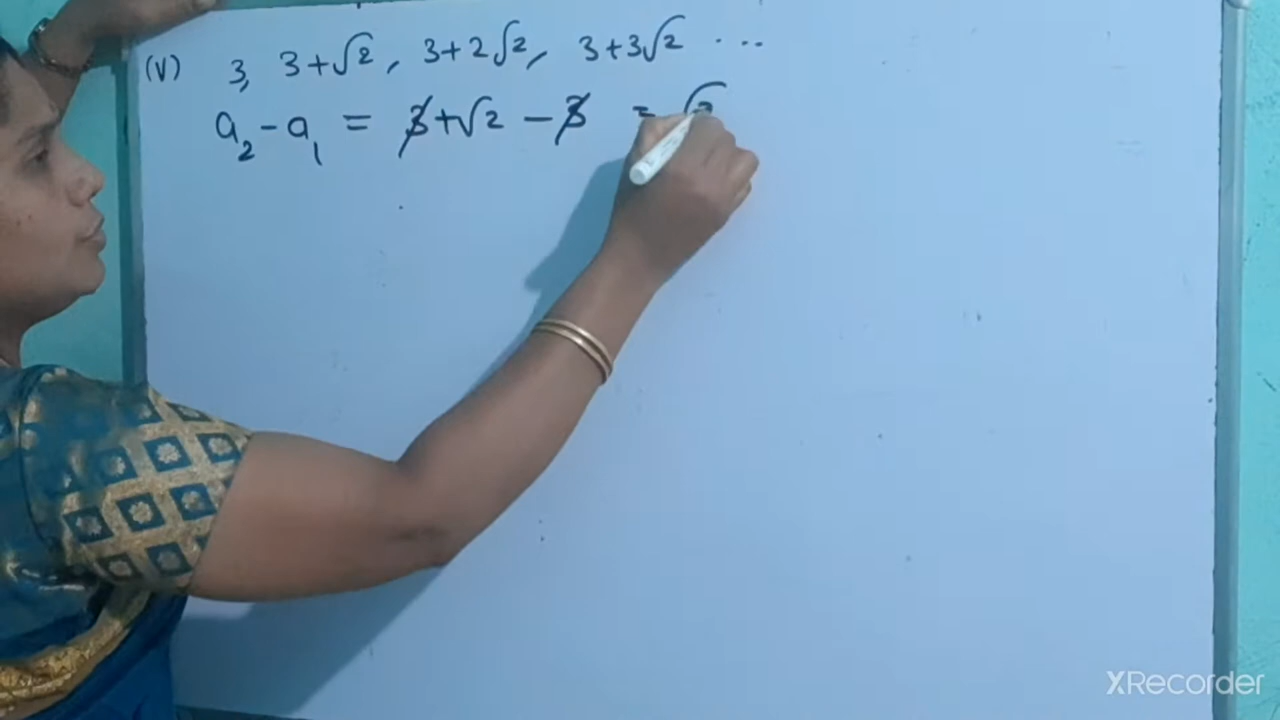 (V) 3, 3+√2, 3+2√2, 3+3√2 ...
a₂-a₁ = 3+√2 -3 = √2
XRecorder